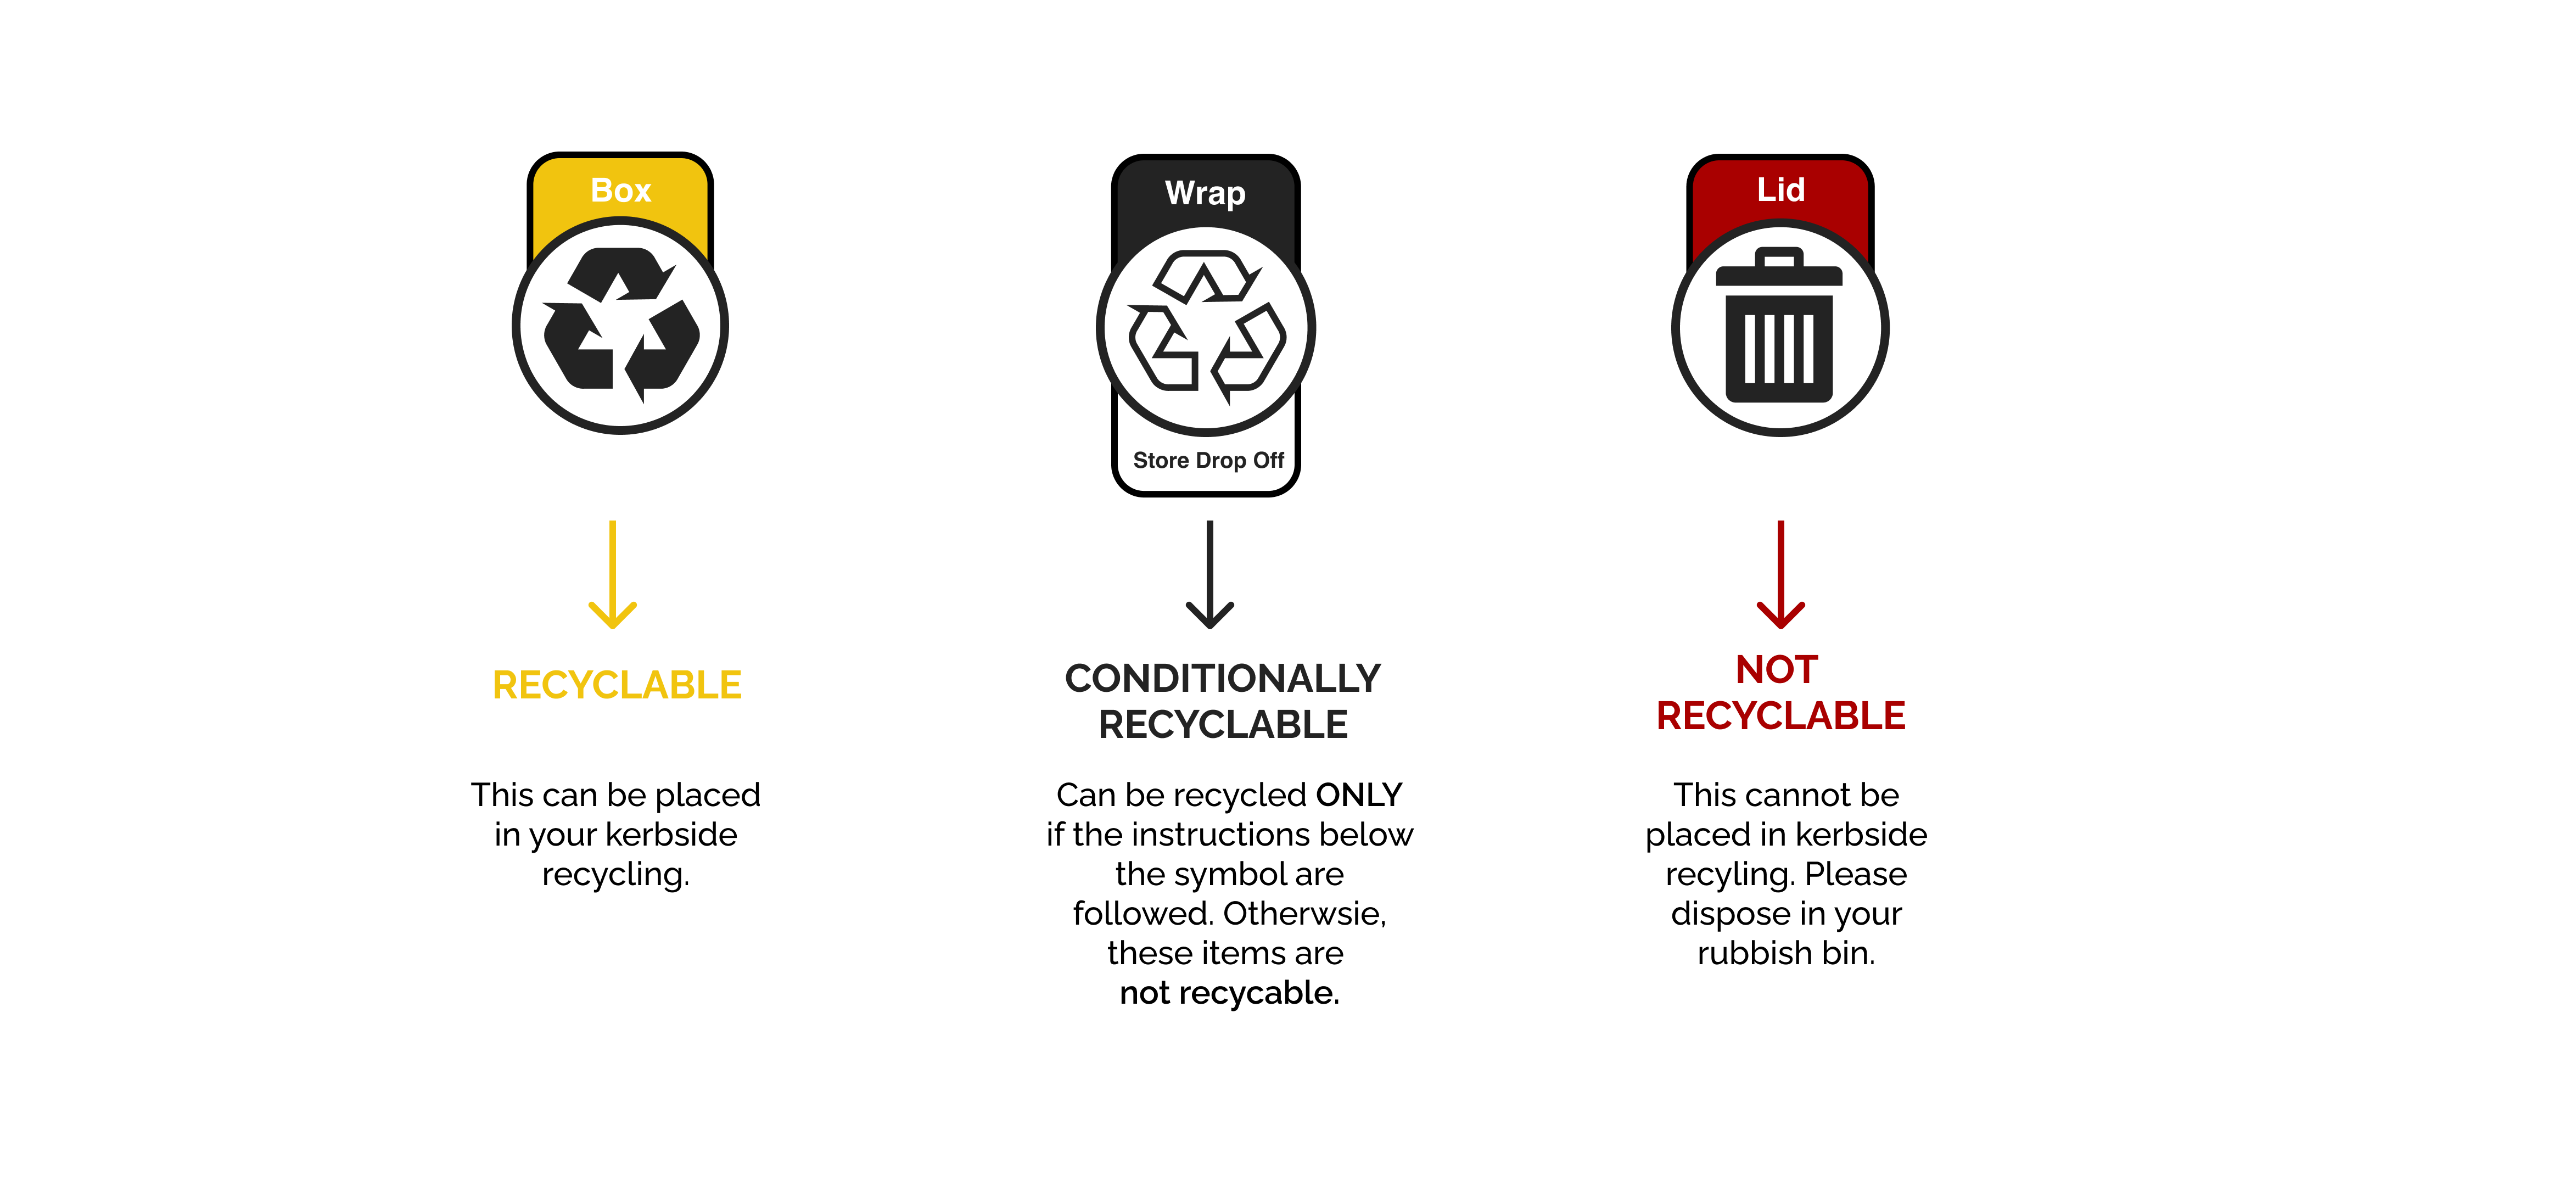 Box
RECYCLABLE
This can be placed
in your kerbside
recycling.
Wrap
Store Drop Off
CONDITIONALLY
RECYCLABLE
Can be recycled ONLY
if the instructions below
the symbol are
followed. Otherwsie,
these items are
not recycable.
Lid
NOT
RECYCLABLE
This cannot be
placed in kerbside
recyling. Please
dispose in your
rubbish bin.